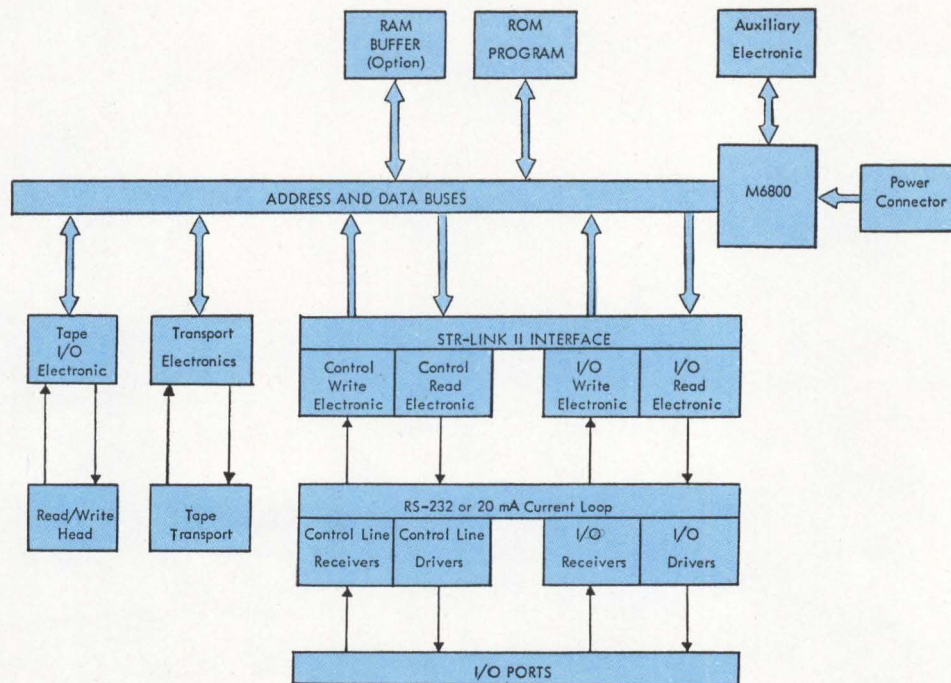 RAM
BUFFER
(Option)
ROM
PROGRAM
Auxiliary
Electronic
ADDRESS AND DATA BUSES
M6800
Power
Connector
Tape
I/O
Electronic
Transport
Electronics
STR-LINK II INTERFACE
Control
Write
Electronic
Control
Read
Electronic
I/O
Write
Electronic
I/O
Read
Electronic
Read/Write
Head
Tape
Transport
RS-232 or 20 mA Current Loop
Control Line
Receivers
Control Line
Drivers
I/O
Receivers
I/O
Drivers
I/O PORTS